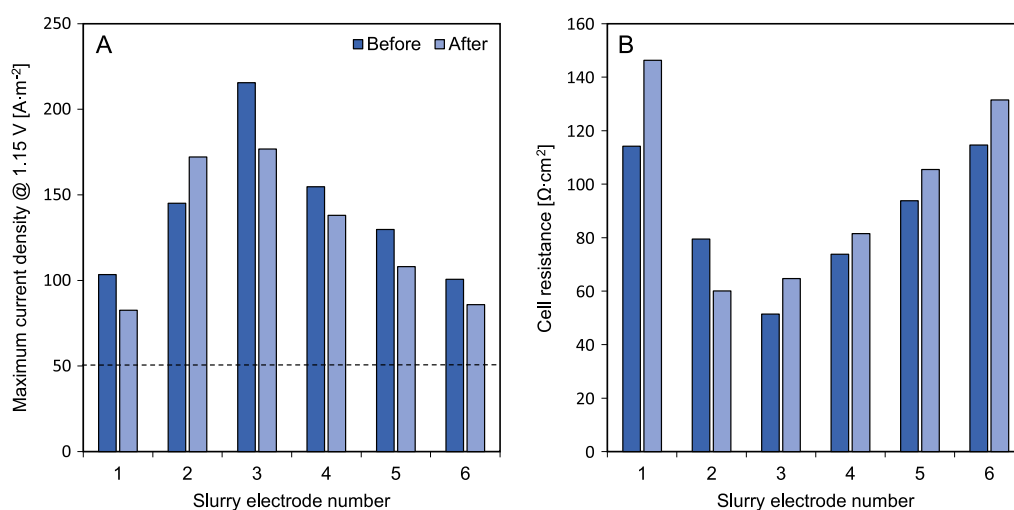 A
Before After
Maximum current density @ 1.15 V [A·m⁻²]
250
200
150
100
50
0
1 2 3 4 5 6
Slurry electrode number
B
Cell resistance [Ω·cm²]
160
140
120
100
80
60
40
20
0
1 2 3 4 5 6
Slurry electrode number